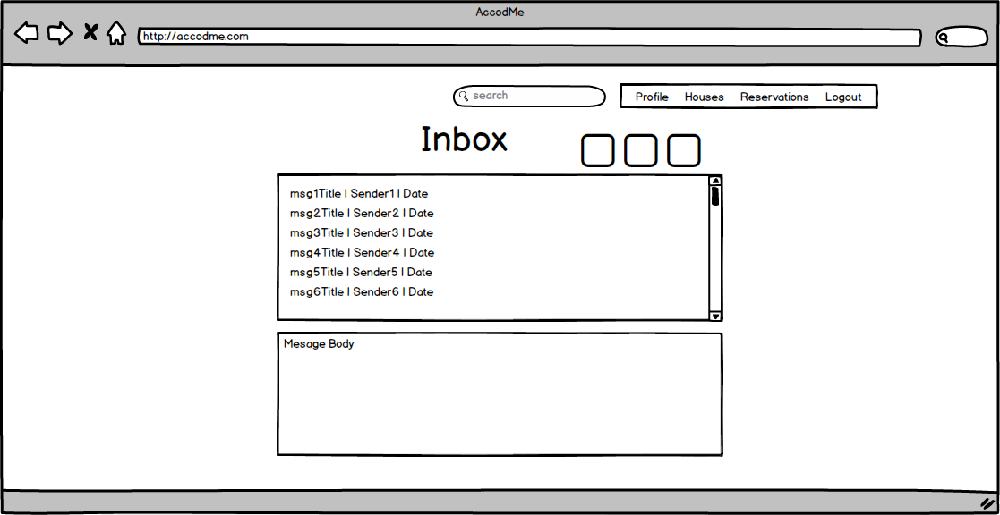 AccodMe
http://accodme.com
search
Profile Houses Reservations Logout
Inbox
msg1Title | Sender1 | Date
msg2Title | Sender2 | Date
msg3Title | Sender3 | Date
msg4Title | Sender4 | Date
msg5Title | Sender5 | Date
msg6Title | Sender6 | Date
Mesage Body